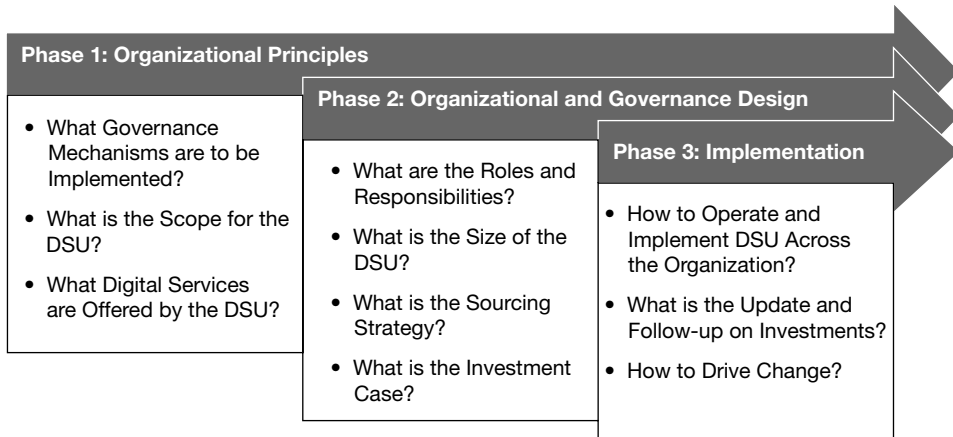 Phase 1: Organizational Principles
• What Governance
Mechanisms are to be
Implemented?
• What is the Scope for the
DSU?
• What Digital Services
are Offered by the DSU?
Phase 2: Organizational and Governance Design
• What are the Roles and
Responsibilities?
• What is the Size of the
DSU?
• What is the Sourcing
Strategy?
• What is the Investment
Case?
Phase 3: Implementation
• How to Operate and
Implement DSU Across
the Organization?
• What is the Update and
Follow-up on Investments?
• How to Drive Change?